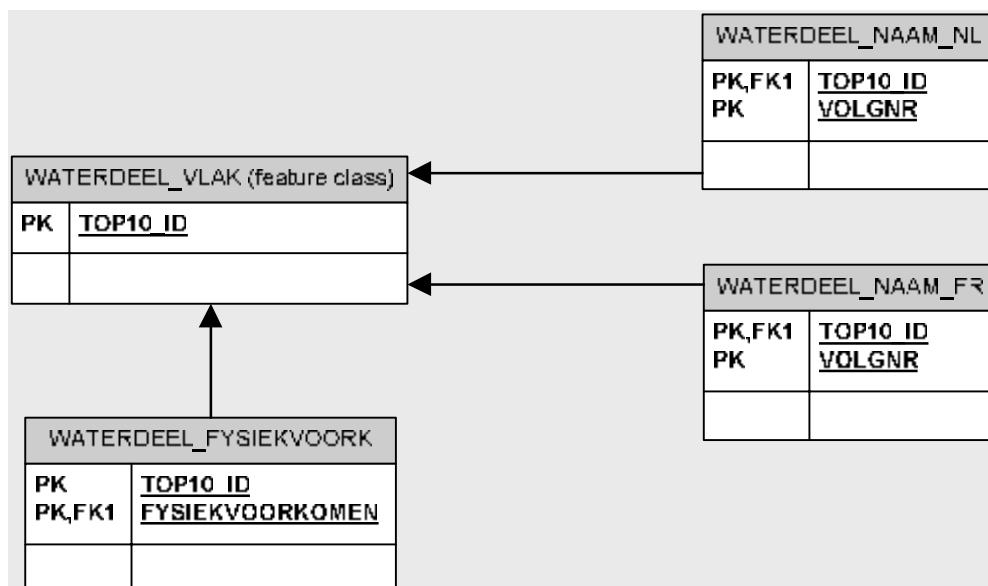 WATERDEEL_NAAM_NL
PK,FK1 TOP10_ID
PK VOLGNR
WATERDEEL_VLAK (feature class)
PK TOP10_ID
WATERDEEL_NAAM_FR
PK,FK1 TOP10_ID
PK VOLGNR
WATERDEEL_FYSIEKVOORK
PK TOP10_ID
PK,FK1 FYSIEKVOORKOMEN